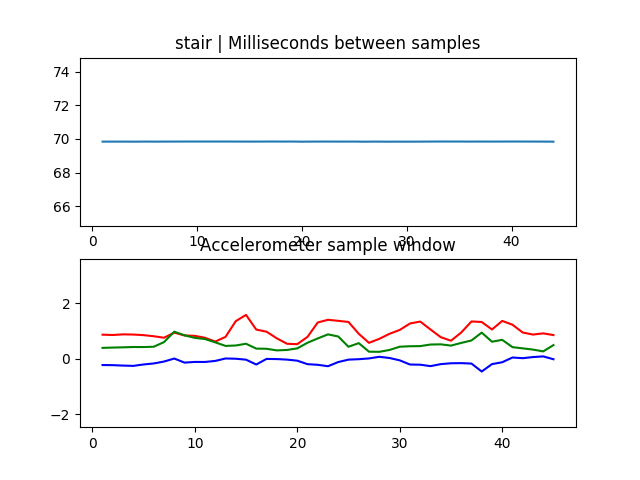 stair | Milliseconds between samples
74
72
70
68
66
0 10 20 30 40
Accelerometer sample window
2
0
−2
0 10 20 30 40